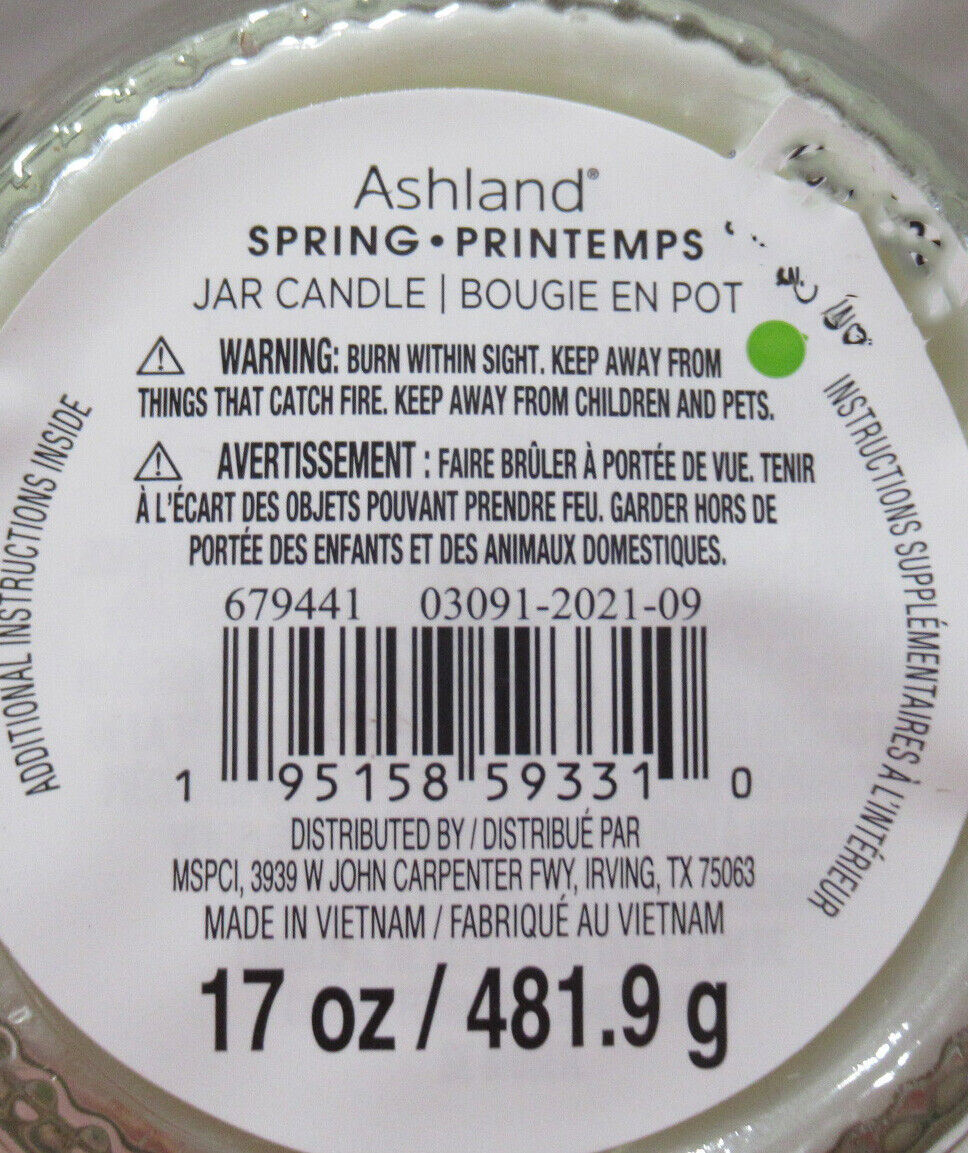 Ashland®
SPRING•PRINTEMPS
JAR CANDLE | BOUGIE EN POT
⚠ WARNING: BURN WITHIN SIGHT. KEEP AWAY FROM
THINGS THAT CATCH FIRE. KEEP AWAY FROM CHILDREN AND PETS.
⚠ AVERTISSEMENT : FAIRE BRÛLER À PORTÉE DE VUE. TENIR
À L'ÉCART DES OBJETS POUVANT PRENDRE FEU. GARDER HORS DE
PORTÉE DES ENFANTS ET DES ANIMAUX DOMESTIQUES.
ADDITIONAL INSTRUCTIONS INSIDE
INSTRUCTIONS SUPPLÉMENTAIRES À L'INTÉRIEUR
679441 03091-2021-09
1 95158 59331 0
DISTRIBUTED BY / DISTRIBUÉ PAR
MSPCI, 3939 W JOHN CARPENTER FWY, IRVING, TX 75063
MADE IN VIETNAM / FABRIQUÉ AU VIETNAM
17 oz / 481.9 g